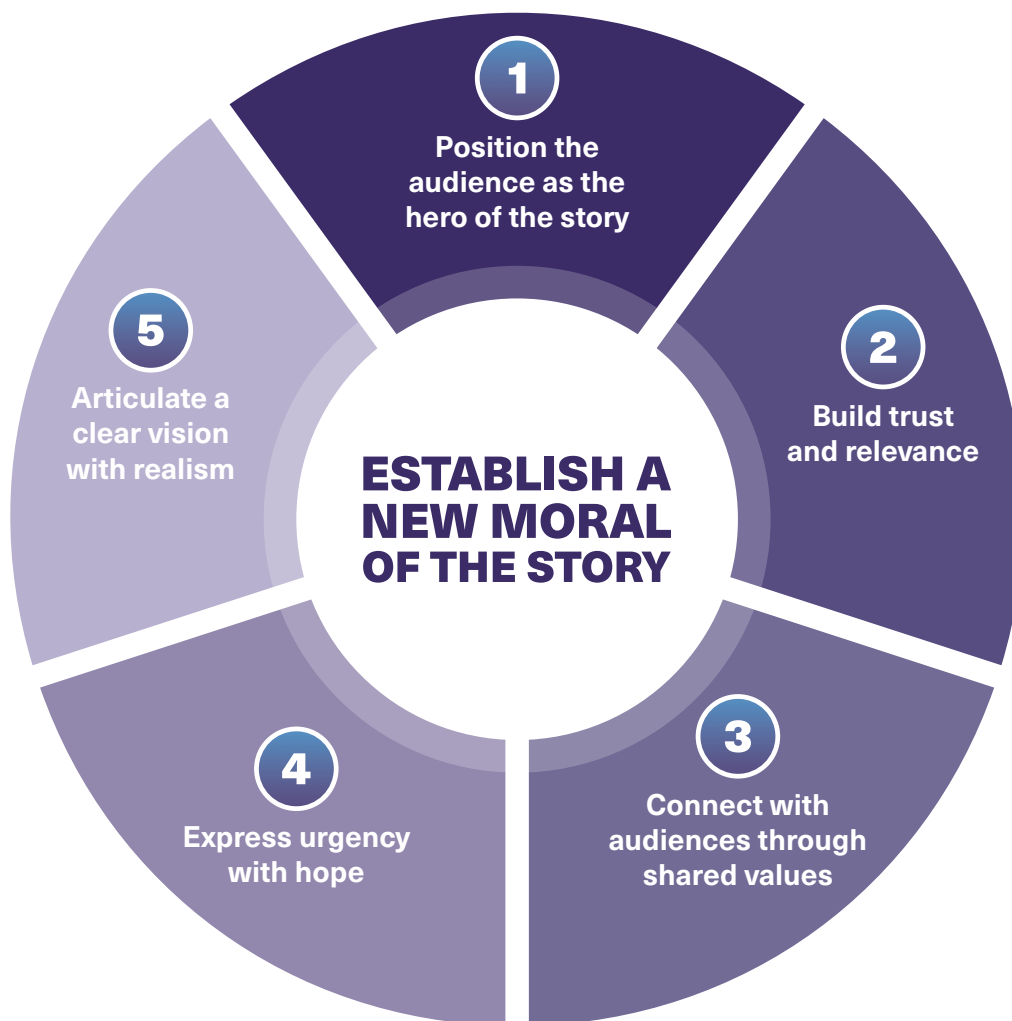 1
Position the
audience as the
hero of the story
2
Build trust
and relevance
3
Connect with
audiences through
shared values
4
Express urgency
with hope
5
Articulate a
clear vision
with realism
ESTABLISH A
NEW MORAL
OF THE STORY